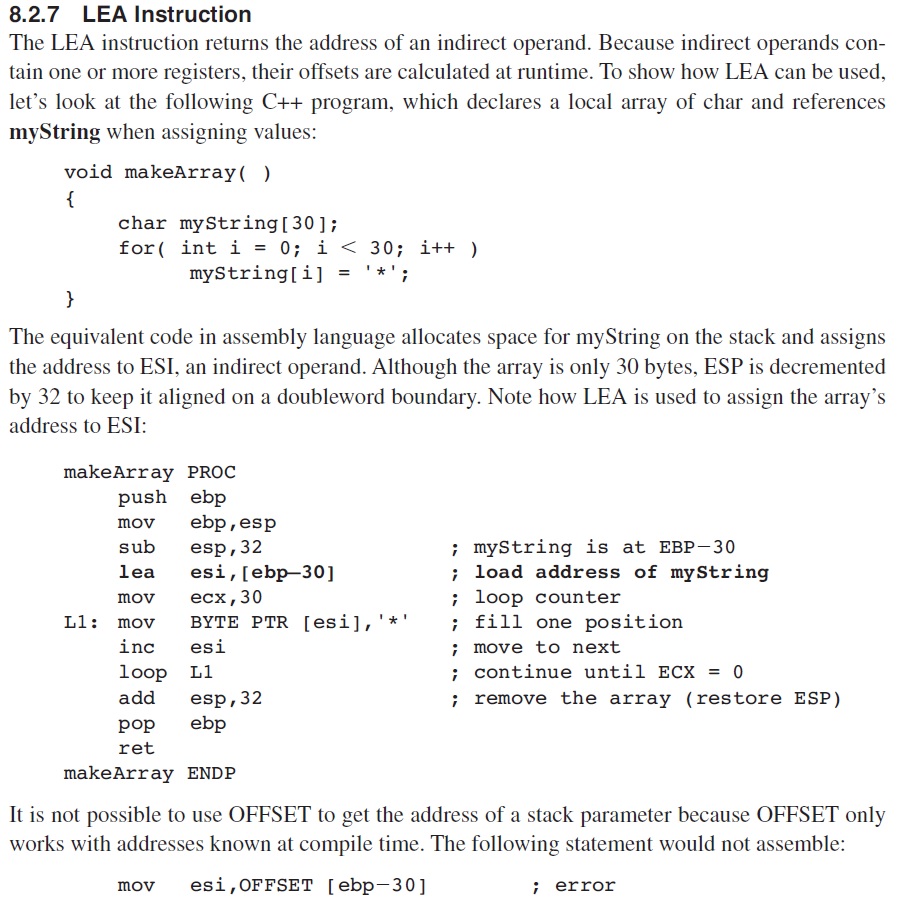 8.2.7 LEA Instruction
The LEA instruction returns the address of an indirect operand. Because indirect operands con-
tain one or more registers, their offsets are calculated at runtime. To show how LEA can be used,
let's look at the following C++ program, which declares a local array of char and references
myString when assigning values:
void makeArray( )
{
char myString[30];
for( int i = 0; i < 30; i++ )
myString[i] = '*';
}
The equivalent code in assembly language allocates space for myString on the stack and assigns
the address to ESI, an indirect operand. Although the array is only 30 bytes, ESP is decremented
by 32 to keep it aligned on a doubleword boundary. Note how LEA is used to assign the array's
address to ESI:
makeArray PROC
push ebp
mov ebp,esp
sub esp,32 ; myString is at EBP−30
lea esi,[ebp–30] ; load address of myString
mov ecx,30 ; loop counter
L1: mov BYTE PTR [esi],'*' ; fill one position
inc esi ; move to next
loop L1 ; continue until ECX = 0
add esp,32 ; remove the array (restore ESP)
pop ebp
ret
makeArray ENDP
It is not possible to use OFFSET to get the address of a stack parameter because OFFSET only
works with addresses known at compile time. The following statement would not assemble:
mov esi,OFFSET [ebp−30] ; error